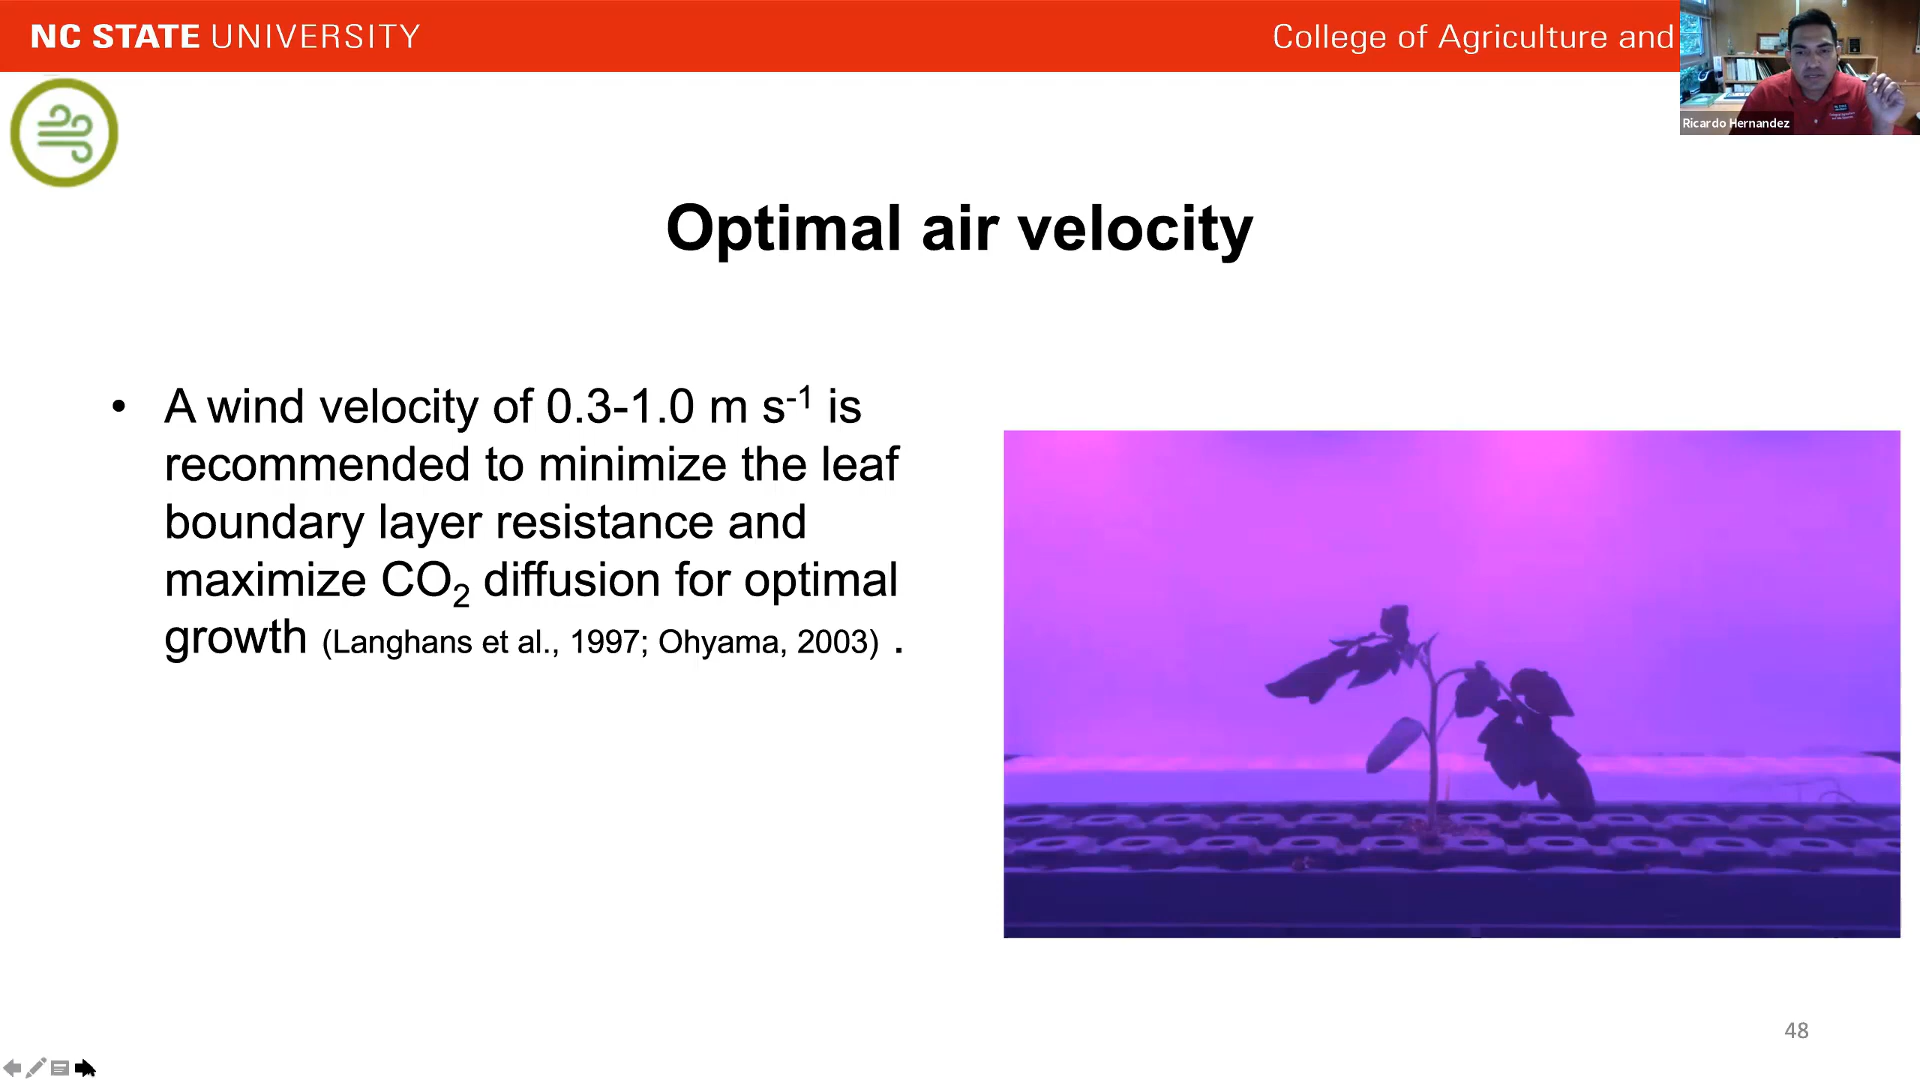 NC STATE UNIVERSITY
College of Agriculture and
Ricardo Hernandez
Optimal air velocity
• A wind velocity of 0.3-1.0 m s⁻¹ is
recommended to minimize the leaf
boundary layer resistance and
maximize CO₂ diffusion for optimal
growth (Langhans et al., 1997; Ohyama, 2003) .
48